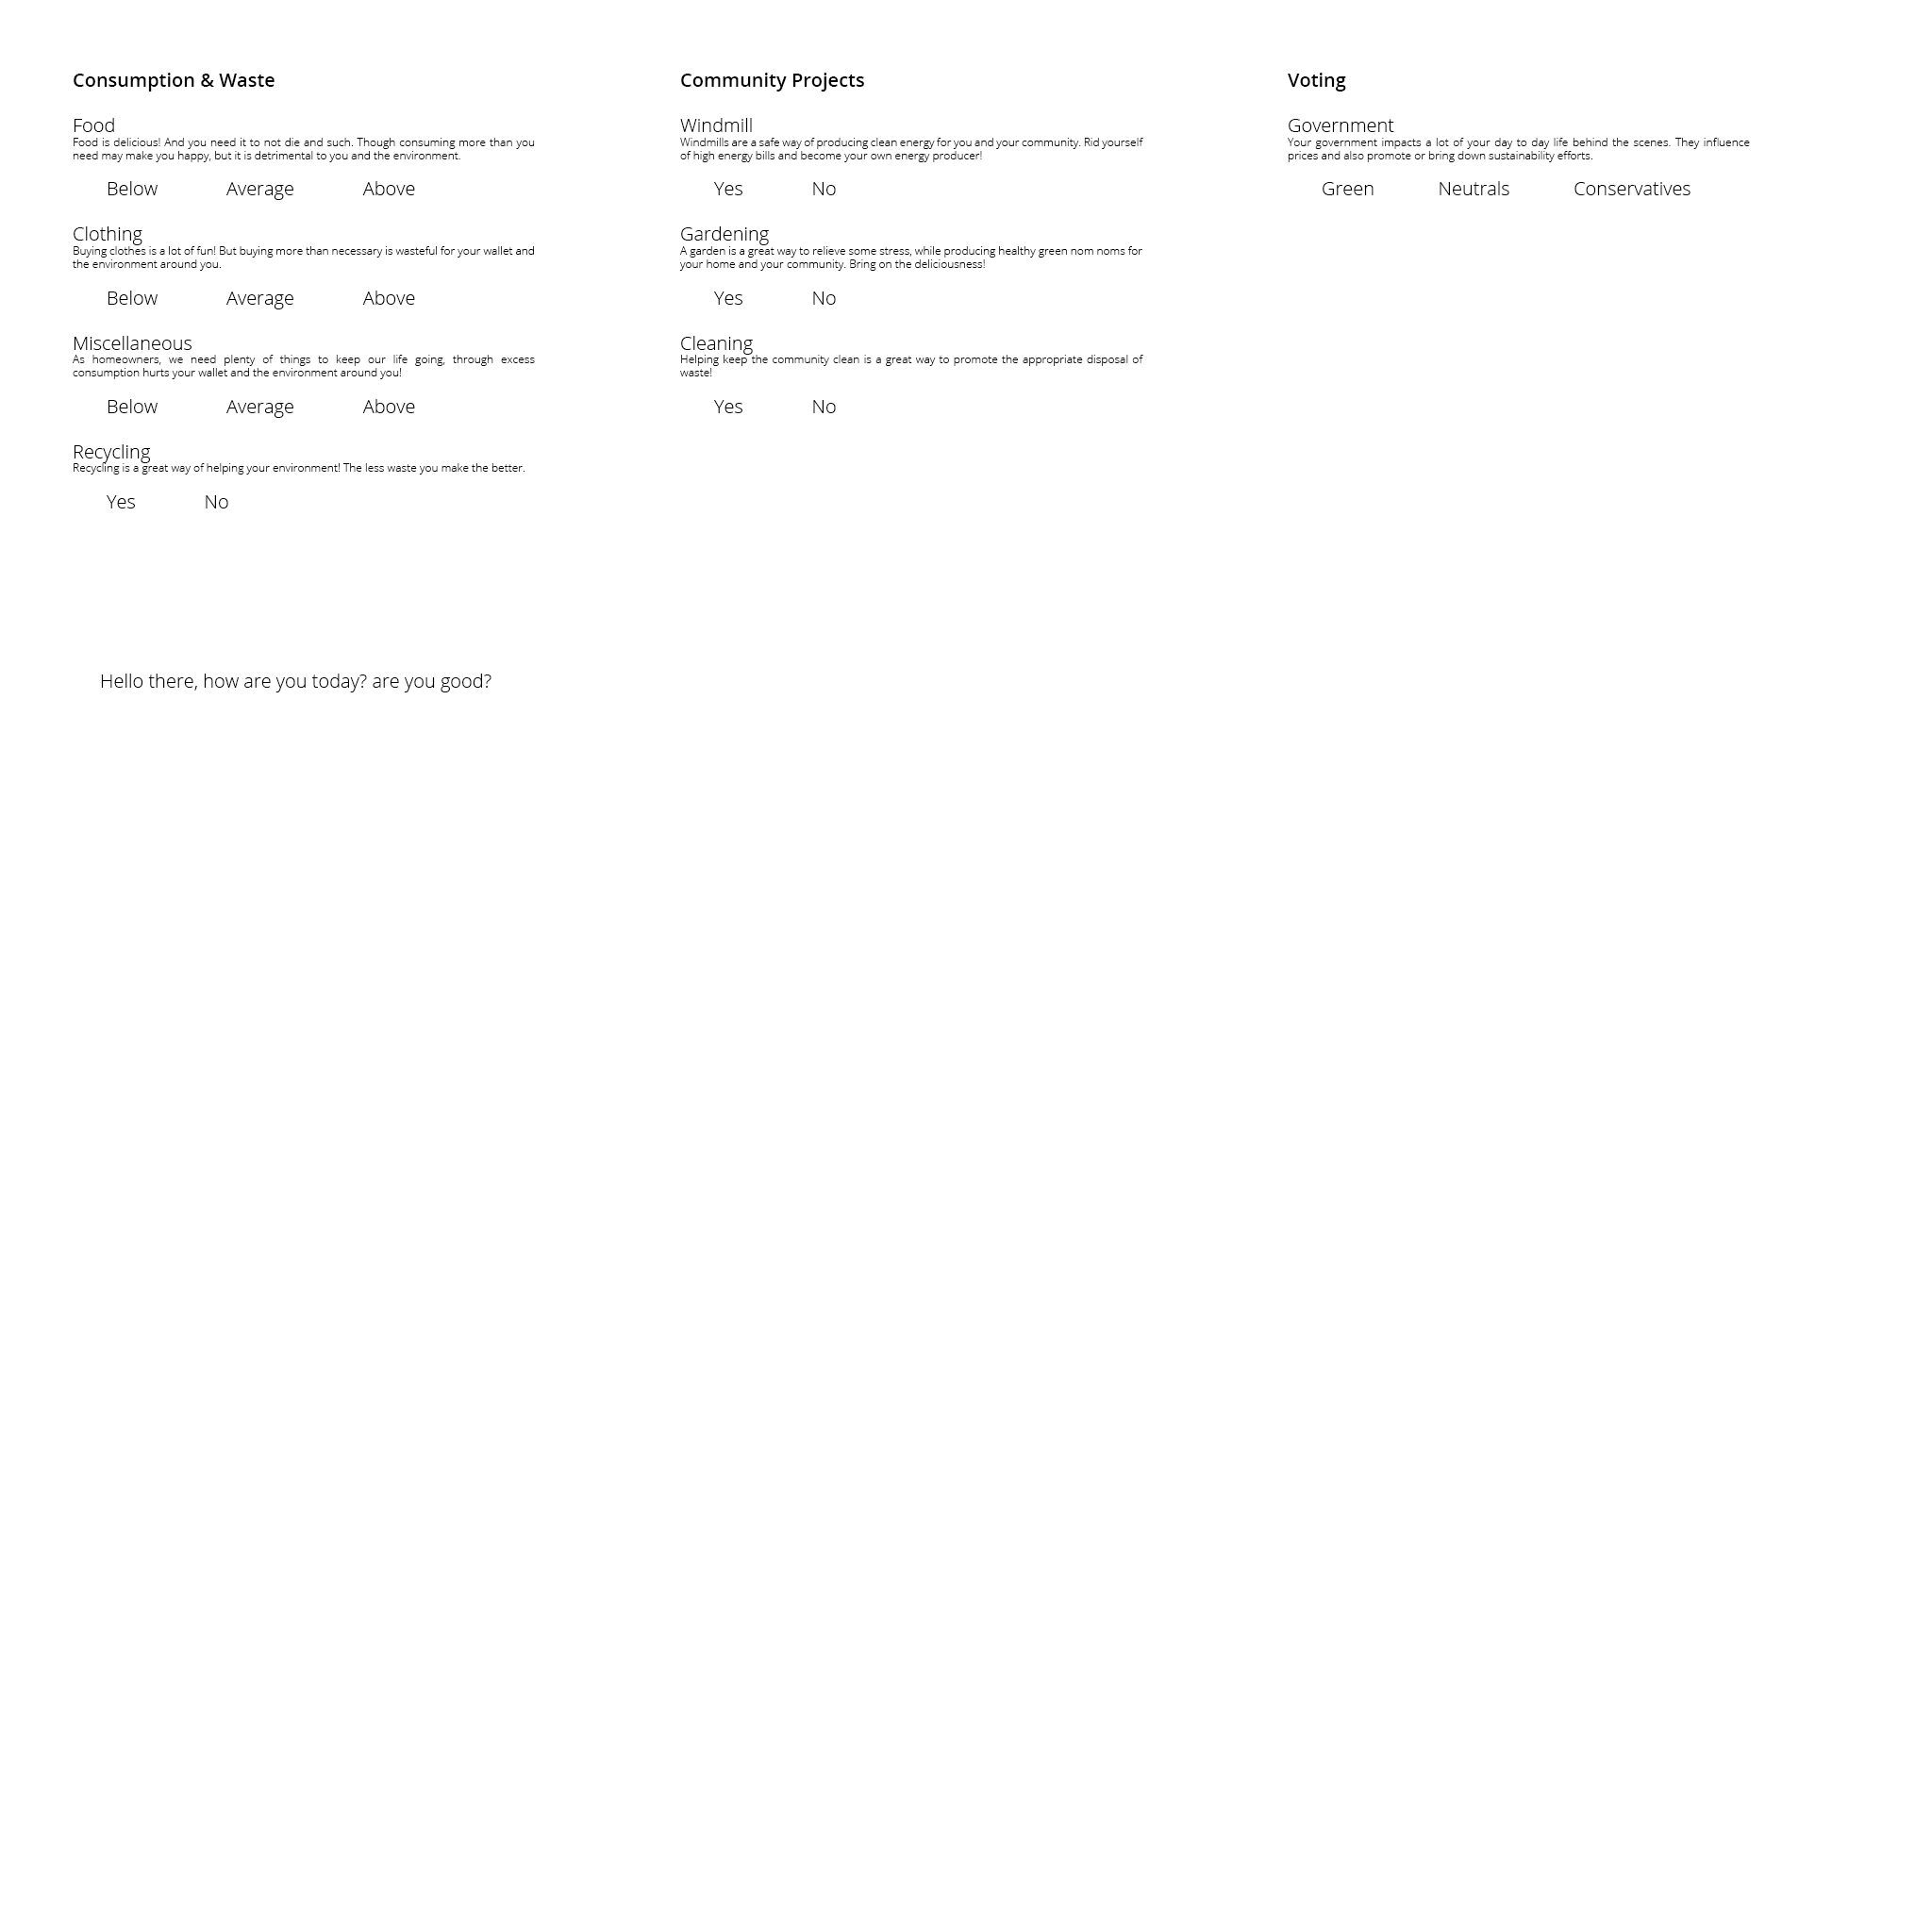 Consumption & Waste
Food
Food is delicious! And you need it to not die and such. Though consuming more than you
need may make you happy, but it is detrimental to you and the environment.
Below Average Above
Clothing
Buying clothes is a lot of fun! But buying more than necessary is wasteful for your wallet and
the environment around you.
Below Average Above
Miscellaneous
As homeowners, we need plenty of things to keep our life going, through excess
consumption hurts your wallet and the environment around you!
Below Average Above
Recycling
Recycling is a great way of helping your environment! The less waste you make the better.
Yes No
Hello there, how are you today? are you good?
Community Projects
Windmill
Windmills are a safe way of producing clean energy for you and your community. Rid yourself
of high energy bills and become your own energy producer!
Yes No
Gardening
A garden is a great way to relieve some stress, while producing healthy green nom noms for
your home and your community. Bring on the deliciousness!
Yes No
Cleaning
Helping keep the community clean is a great way to promote the appropriate disposal of
waste!
Yes No
Voting
Government
Your government impacts a lot of your day to day life behind the scenes. They influence
prices and also promote or bring down sustainability efforts.
Green Neutrals Conservatives